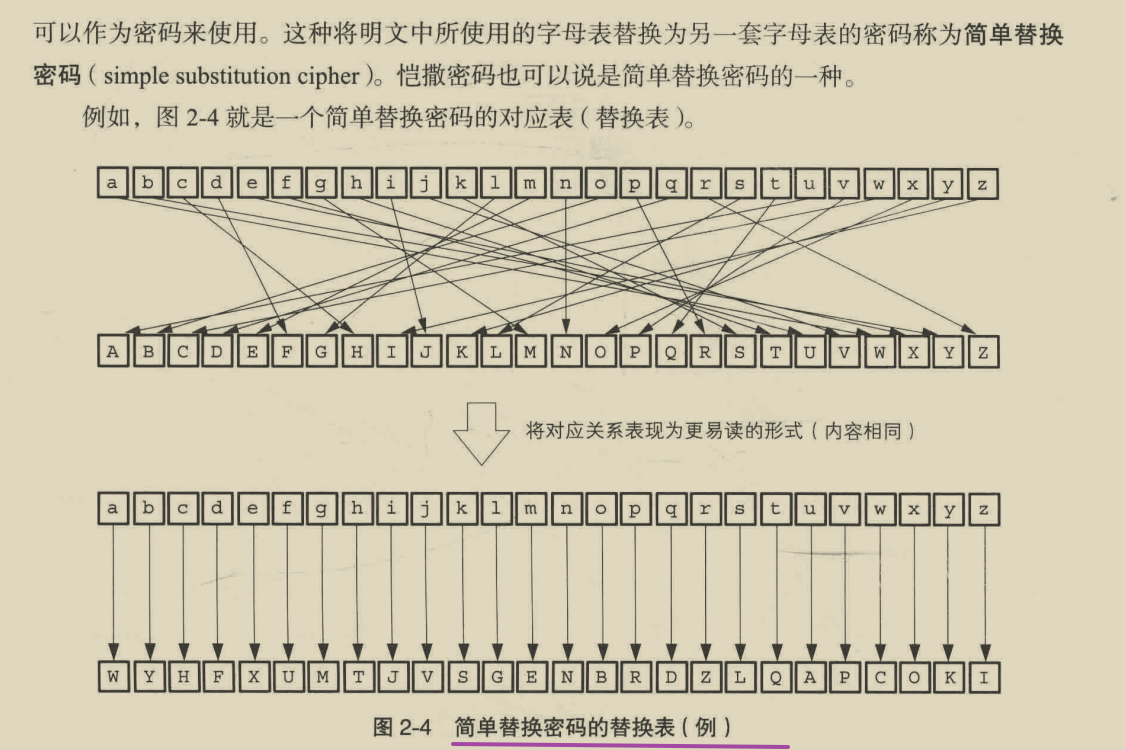 可以作为密码来使用。这种将明文中所使用的字母表替换为另一套字母表的密码称为简单替换
密码（simple substitution cipher）。恺撒密码也可以说是简单替换密码的一种。
例如，图 2-4 就是一个简单替换密码的对应表（替换表）。
a b c d e f g h i j k l m n o p q r s t u v w x y z
A B C D E F G H I J K L M N O P Q R S T U V W X Y Z
将对应关系表现为更易读的形式（内容相同）
a b c d e f g h i j k l m n o p q r s t u v w x y z
W Y H F X U M T J V S G E N B R D Z L Q A P C O K I
图 2-4 简单替换密码的替换表（例）